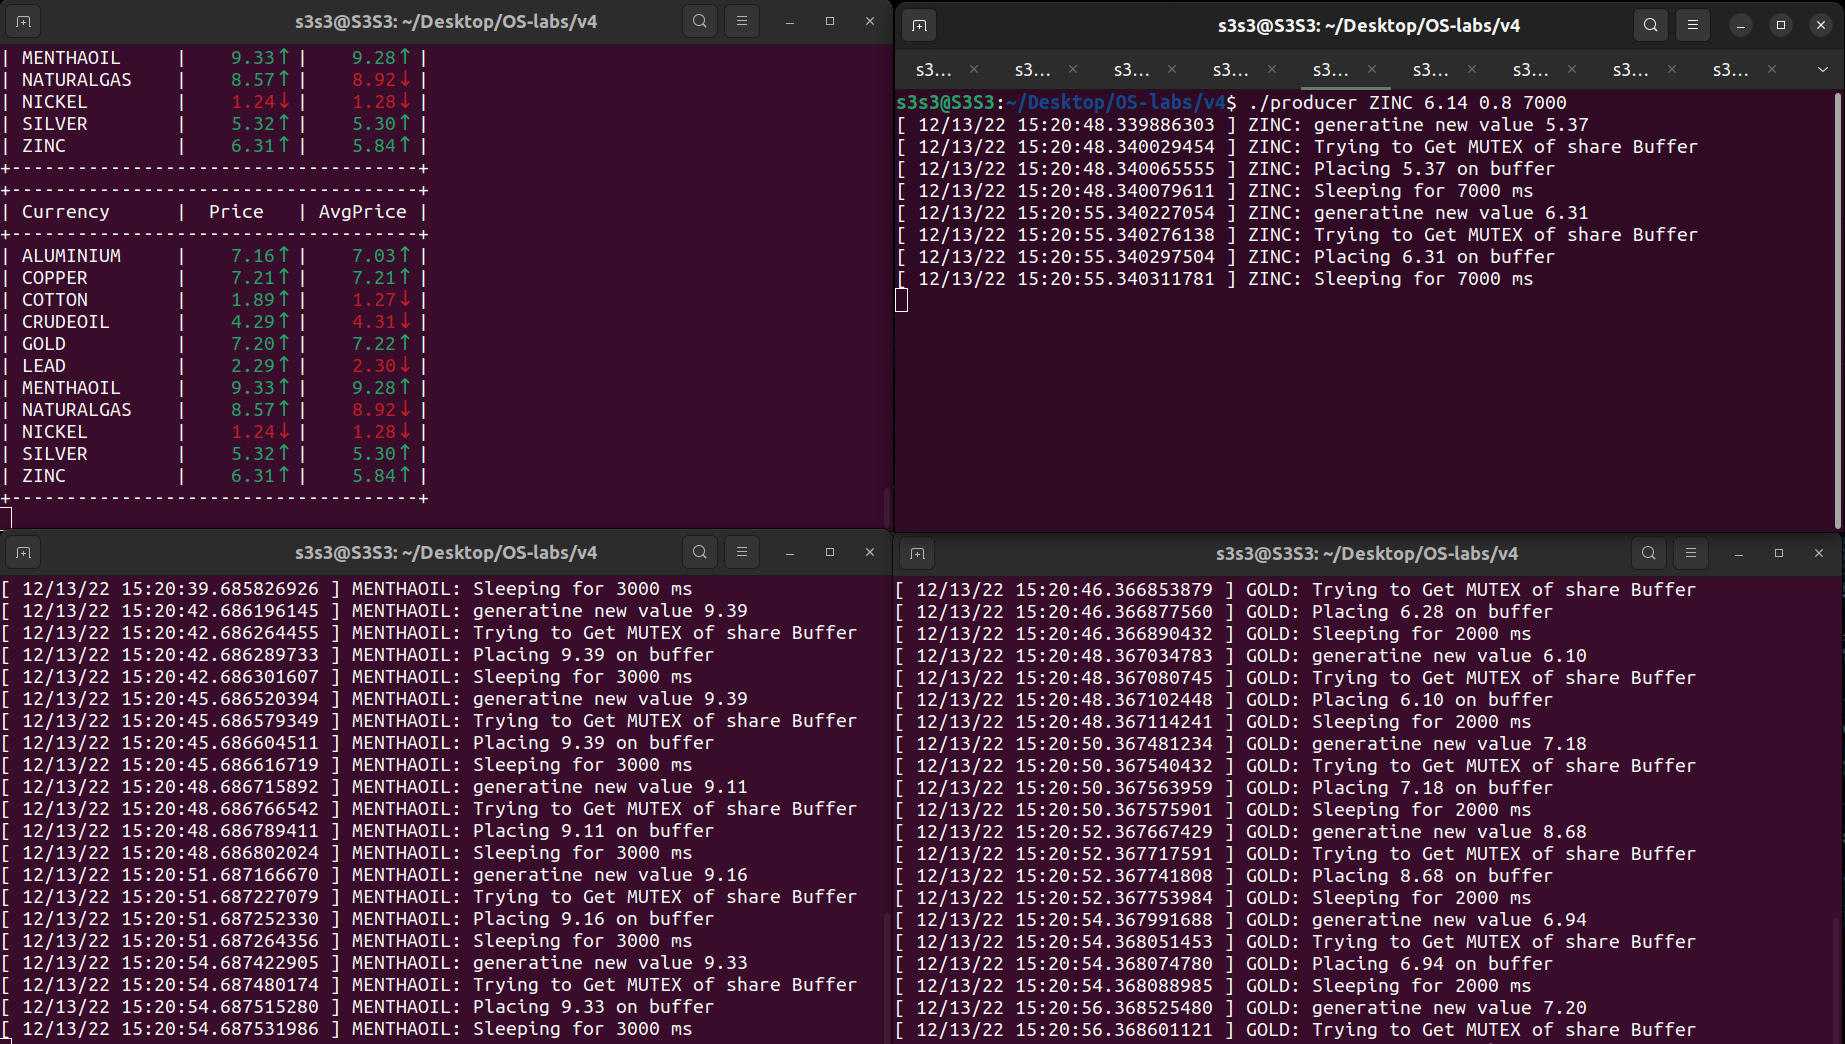 s3s3@S3S3: ~/Desktop/OS-labs/v4
| MENTHAOIL | 9.33↑ | 9.28↑ |
| NATURALGAS | 8.57↑ | 8.92↓ |
| NICKEL | 1.24↓ | 1.28↓ |
| SILVER | 5.32↑ | 5.30↑ |
| ZINC | 6.31↑ | 5.84↑ |
+-------------------------------------+
+-------------------------------------+
| Currency | Price | AvgPrice |
+-------------------------------------+
| ALUMINIUM | 7.16↑ | 7.03↑ |
| COPPER | 7.21↑ | 7.21↑ |
| COTTON | 1.89↑ | 1.27↓ |
| CRUDEOIL | 4.29↑ | 4.31↓ |
| GOLD | 7.20↑ | 7.22↑ |
| LEAD | 2.29↑ | 2.30↓ |
| MENTHAOIL | 9.33↑ | 9.28↑ |
| NATURALGAS | 8.57↑ | 8.92↓ |
| NICKEL | 1.24↓ | 1.28↓ |
| SILVER | 5.32↑ | 5.30↑ |
| ZINC | 6.31↑ | 5.84↑ |
+-------------------------------------+
s3s3@S3S3: ~/Desktop/OS-labs/v4
s3... s3... s3... s3... s3... s3... s3... s3... s3...
s3s3@S3S3:~/Desktop/OS-labs/v4$ ./producer ZINC 6.14 0.8 7000
[ 12/13/22 15:20:48.339886303 ] ZINC: generatine new value 5.37
[ 12/13/22 15:20:48.340029454 ] ZINC: Trying to Get MUTEX of share Buffer
[ 12/13/22 15:20:48.340065555 ] ZINC: Placing 5.37 on buffer
[ 12/13/22 15:20:48.340079611 ] ZINC: Sleeping for 7000 ms
[ 12/13/22 15:20:55.340227054 ] ZINC: generatine new value 6.31
[ 12/13/22 15:20:55.340276138 ] ZINC: Trying to Get MUTEX of share Buffer
[ 12/13/22 15:20:55.340297504 ] ZINC: Placing 6.31 on buffer
[ 12/13/22 15:20:55.340311781 ] ZINC: Sleeping for 7000 ms
s3s3@S3S3: ~/Desktop/OS-labs/v4
[ 12/13/22 15:20:39.685826926 ] MENTHAOIL: Sleeping for 3000 ms
[ 12/13/22 15:20:42.686196145 ] MENTHAOIL: generatine new value 9.39
[ 12/13/22 15:20:42.686264455 ] MENTHAOIL: Trying to Get MUTEX of share Buffer
[ 12/13/22 15:20:42.686289733 ] MENTHAOIL: Placing 9.39 on buffer
[ 12/13/22 15:20:42.686301607 ] MENTHAOIL: Sleeping for 3000 ms
[ 12/13/22 15:20:45.686520394 ] MENTHAOIL: generatine new value 9.39
[ 12/13/22 15:20:45.686579349 ] MENTHAOIL: Trying to Get MUTEX of share Buffer
[ 12/13/22 15:20:45.686604511 ] MENTHAOIL: Placing 9.39 on buffer
[ 12/13/22 15:20:45.686616719 ] MENTHAOIL: Sleeping for 3000 ms
[ 12/13/22 15:20:48.686715892 ] MENTHAOIL: generatine new value 9.11
[ 12/13/22 15:20:48.686766542 ] MENTHAOIL: Trying to Get MUTEX of share Buffer
[ 12/13/22 15:20:48.686789411 ] MENTHAOIL: Placing 9.11 on buffer
[ 12/13/22 15:20:48.686802024 ] MENTHAOIL: Sleeping for 3000 ms
[ 12/13/22 15:20:51.687166670 ] MENTHAOIL: generatine new value 9.16
[ 12/13/22 15:20:51.687227079 ] MENTHAOIL: Trying to Get MUTEX of share Buffer
[ 12/13/22 15:20:51.687252330 ] MENTHAOIL: Placing 9.16 on buffer
[ 12/13/22 15:20:51.687264356 ] MENTHAOIL: Sleeping for 3000 ms
[ 12/13/22 15:20:54.687422905 ] MENTHAOIL: generatine new value 9.33
[ 12/13/22 15:20:54.687480174 ] MENTHAOIL: Trying to Get MUTEX of share Buffer
[ 12/13/22 15:20:54.687515280 ] MENTHAOIL: Placing 9.33 on buffer
[ 12/13/22 15:20:54.687531986 ] MENTHAOIL: Sleeping for 3000 ms
s3s3@S3S3: ~/Desktop/OS-labs/v4
[ 12/13/22 15:20:46.366853879 ] GOLD: Trying to Get MUTEX of share Buffer
[ 12/13/22 15:20:46.366877560 ] GOLD: Placing 6.28 on buffer
[ 12/13/22 15:20:46.366890432 ] GOLD: Sleeping for 2000 ms
[ 12/13/22 15:20:48.367034783 ] GOLD: generatine new value 6.10
[ 12/13/22 15:20:48.367080745 ] GOLD: Trying to Get MUTEX of share Buffer
[ 12/13/22 15:20:48.367102448 ] GOLD: Placing 6.10 on buffer
[ 12/13/22 15:20:48.367114241 ] GOLD: Sleeping for 2000 ms
[ 12/13/22 15:20:50.367481234 ] GOLD: generatine new value 7.18
[ 12/13/22 15:20:50.367540432 ] GOLD: Trying to Get MUTEX of share Buffer
[ 12/13/22 15:20:50.367563959 ] GOLD: Placing 7.18 on buffer
[ 12/13/22 15:20:50.367575901 ] GOLD: Sleeping for 2000 ms
[ 12/13/22 15:20:52.367667429 ] GOLD: generatine new value 8.68
[ 12/13/22 15:20:52.367717591 ] GOLD: Trying to Get MUTEX of share Buffer
[ 12/13/22 15:20:52.367741808 ] GOLD: Placing 8.68 on buffer
[ 12/13/22 15:20:52.367753984 ] GOLD: Sleeping for 2000 ms
[ 12/13/22 15:20:54.367991688 ] GOLD: generatine new value 6.94
[ 12/13/22 15:20:54.368051453 ] GOLD: Trying to Get MUTEX of share Buffer
[ 12/13/22 15:20:54.368074780 ] GOLD: Placing 6.94 on buffer
[ 12/13/22 15:20:54.368088985 ] GOLD: Sleeping for 2000 ms
[ 12/13/22 15:20:56.368525480 ] GOLD: generatine new value 7.20
[ 12/13/22 15:20:56.368601121 ] GOLD: Trying to Get MUTEX of share Buffer